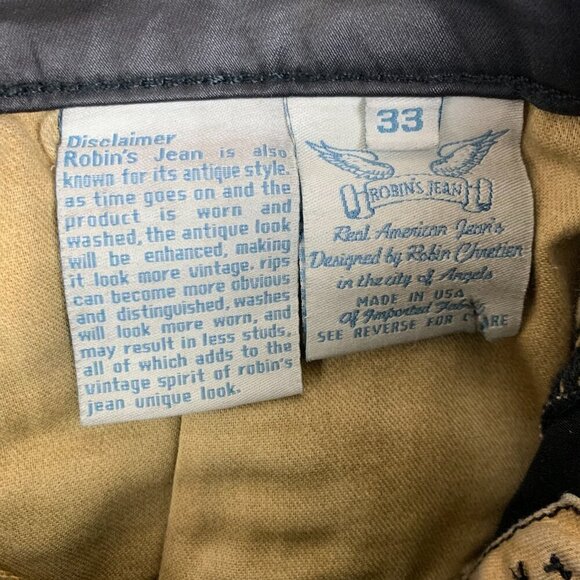 Disclaimer
Robin's Jean is also
known for its antique style.
as time goes on and the
product is worn and
washed, the antique look
will be enhanced, making
it look more vintage. rips
can become more obvious
and distinguished, washes
will look more worn, and
may result in less studs,
all of which adds to the
vintage spirit of robin's
jean unique look.
33
ROBIN'S JEAN
Real American Jean's
Designed by Robin Chretien
in the city of Angels
MADE IN USA
Of Imported
SEE REVERSE FOR CARE